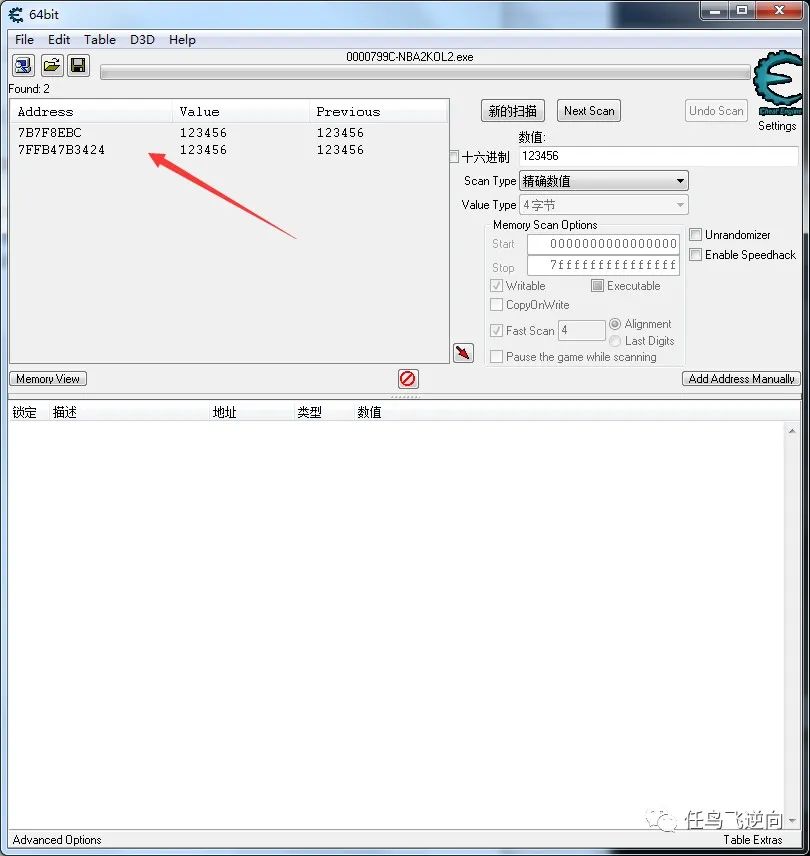 64bit
File Edit Table D3D Help
0000799C-NBA2KOL2.exe
Found: 2
Address Value Previous
7B7F8EBC 123456 123456
7FFB47B3424 123456 123456
新的扫描 Next Scan Undo Scan
Cheat Engine
Settings
数值:
十六进制 123456
Scan Type 精确数值
Value Type 4 字节
Memory Scan Options
Start 0000000000000000
Stop 7fffffffffffffff
Writable Executable
CopyOnWrite
Fast Scan 4 Alignment
Last Digits
Pause the game while scanning
Unrandomizer
Enable Speedhack
Memory View Add Address Manually
锁定 描述 地址 类型 数值
任鸟飞逆向
Advanced Options Table Extras